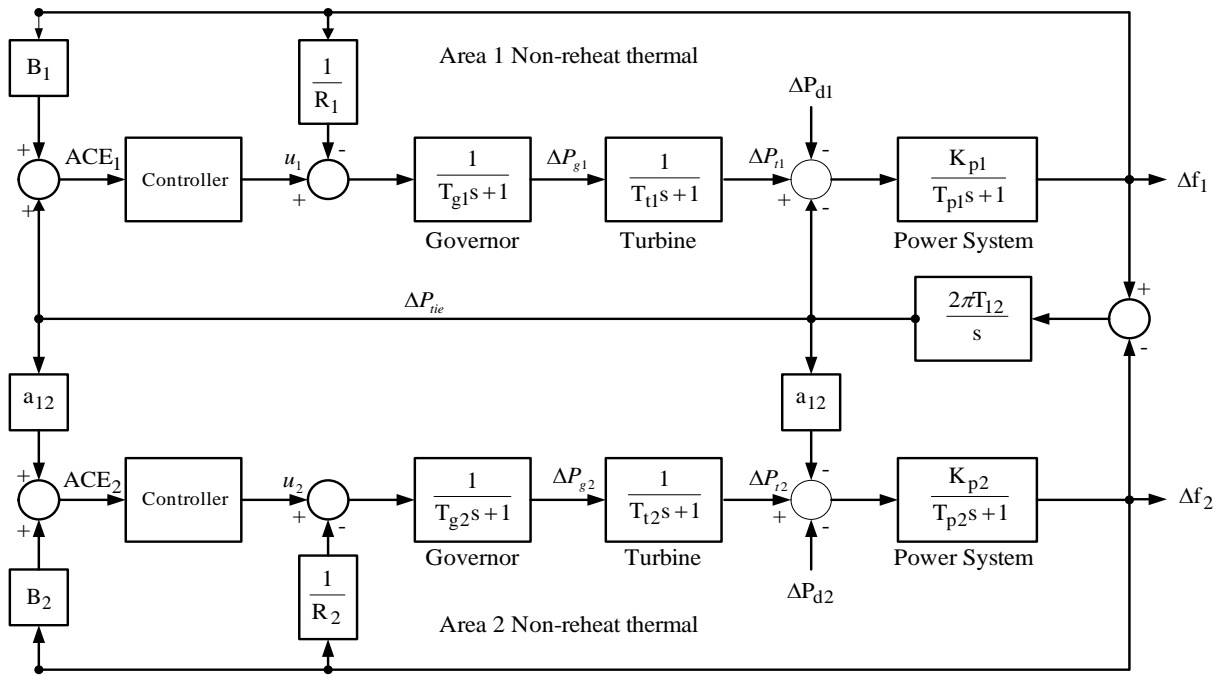 Area 1 Non-reheat thermal
B1
1
R1
ΔPd1
+
-
-
ACE1
Controller
u1
+
+
1
Tg1s+1
ΔPg1
1
Tt1s+1
ΔPt1
+
-
Kp1
Tp1s+1
Δf1
Governor
Turbine
Power System
ΔPtie
2πT12
s
+
-
a12
a12
+
-
ACE2
Controller
u2
+
+
-
1
Tg2s+1
ΔPg2
1
Tt2s+1
ΔPt2
+
-
Kp2
Tp2s+1
Δf2
Governor
Turbine
Power System
B2
1
R2
ΔPd2
Area 2 Non-reheat thermal